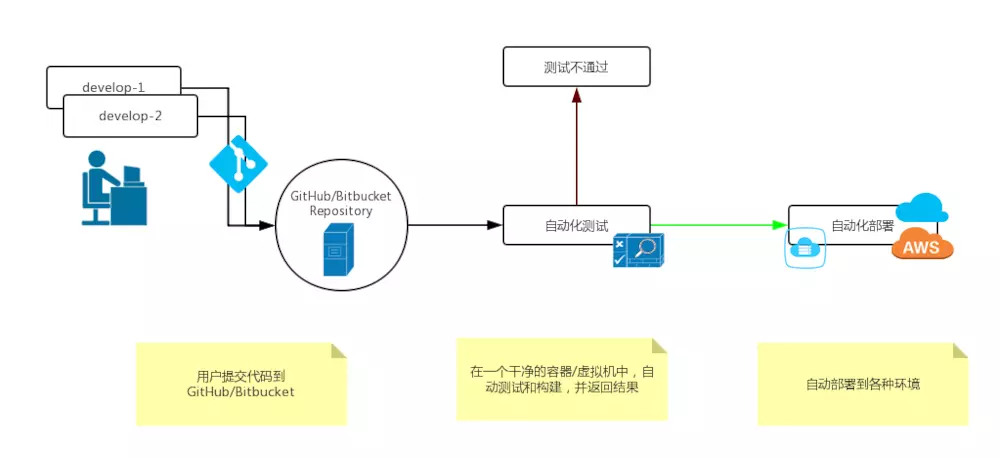 测试不通过
develop-1
develop-2
GitHub/Bitbucket
Repository
自动化测试
自动化部署
AWS
用户提交代码到
GitHub/Bitbucket
在一个干净的容器/虚拟机中，自
动测试和构建，并返回结果
自动部署到各种环境